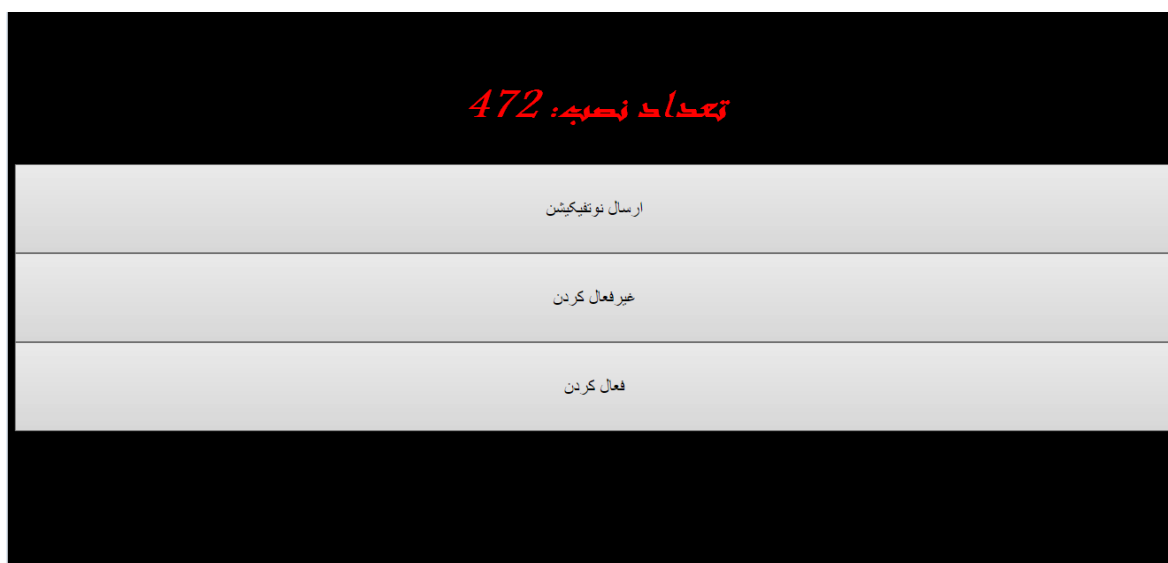 تعداد نصب: 472
ارسال نوتفیکیشن
غیرفعال کردن
فعال کردن